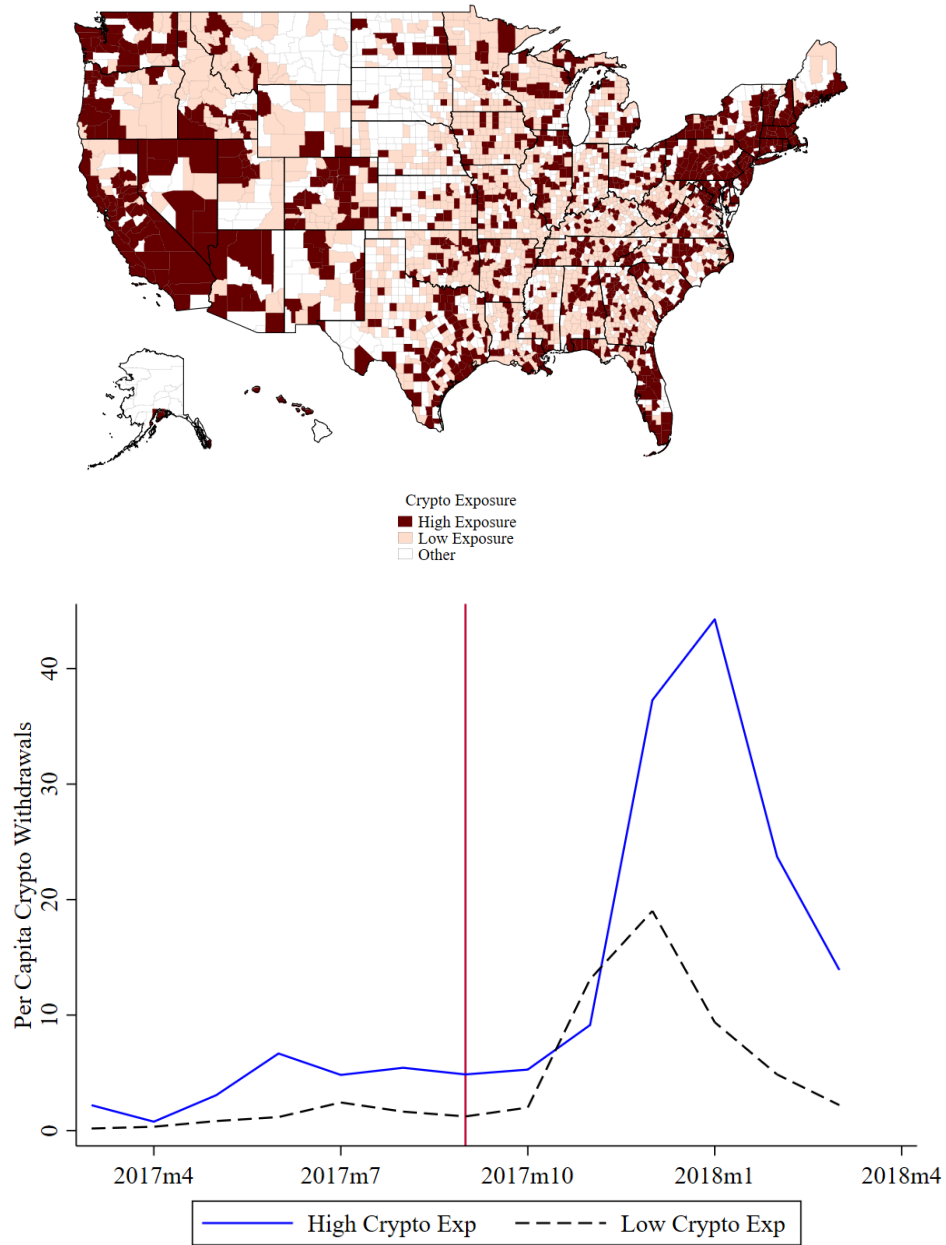 Crypto Exposure
High Exposure
Low Exposure
Other
Per Capita Crypto Withdrawals
40
30
20
10
0
2017m4
2017m7
2017m10
2018m1
2018m4
High Crypto Exp
Low Crypto Exp